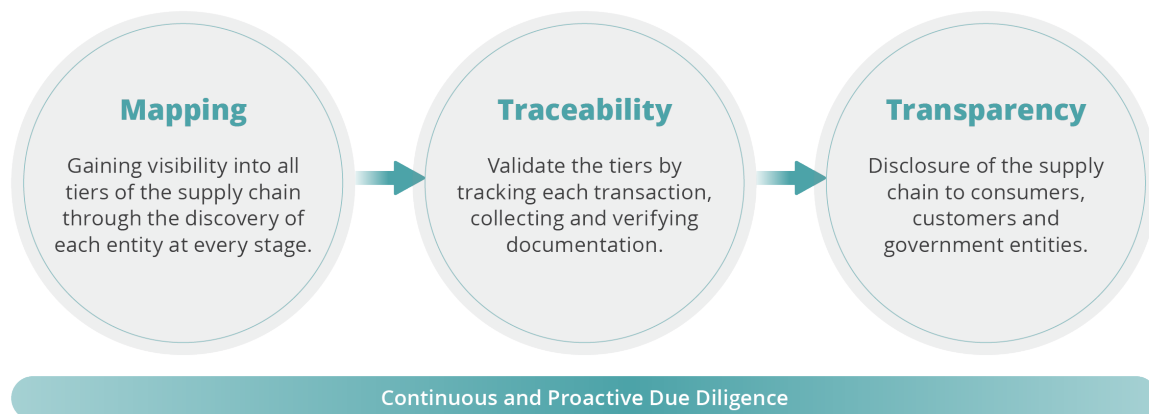 Mapping
Gaining visibility into all
tiers of the supply chain
through the discovery of
each entity at every stage.
Traceability
Validate the tiers by
tracking each transaction,
collecting and verifying
documentation.
Transparency
Disclosure of the supply
chain to consumers,
customers and
government entities.
Continuous and Proactive Due Diligence